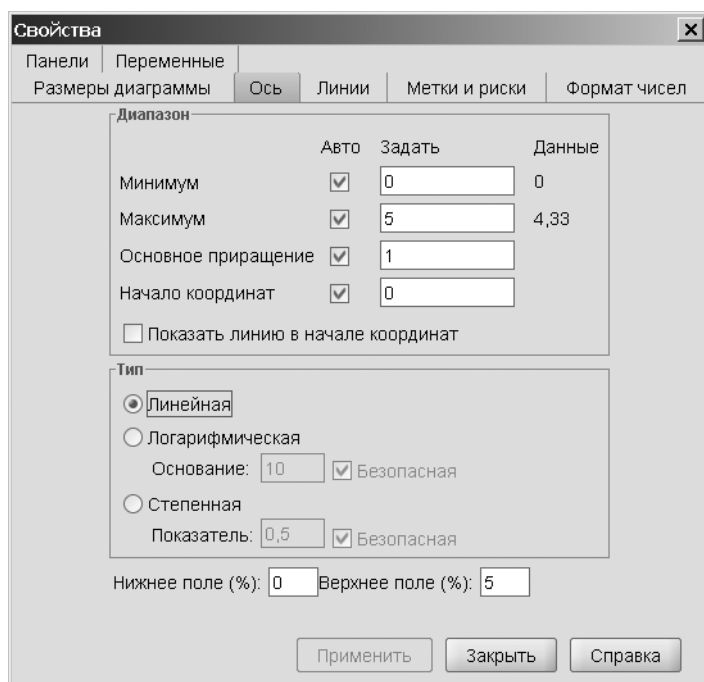 Свойства
Панели Переменные
Размеры диаграммы Ось Линии Метки и риски Формат чисел
Диапазон
Авто Задать Данные
Минимум 0 0
Максимум 5 4,33
Основное приращение 1
Начало координат 0
Показать линию в начале координат
Тип
Линейная
Логарифмическая
Основание: 10 Безопасная
Степенная
Показатель: 0,5 Безопасная
Нижнее поле (%): 0 Верхнее поле (%): 5
Применить Закрыть Справка